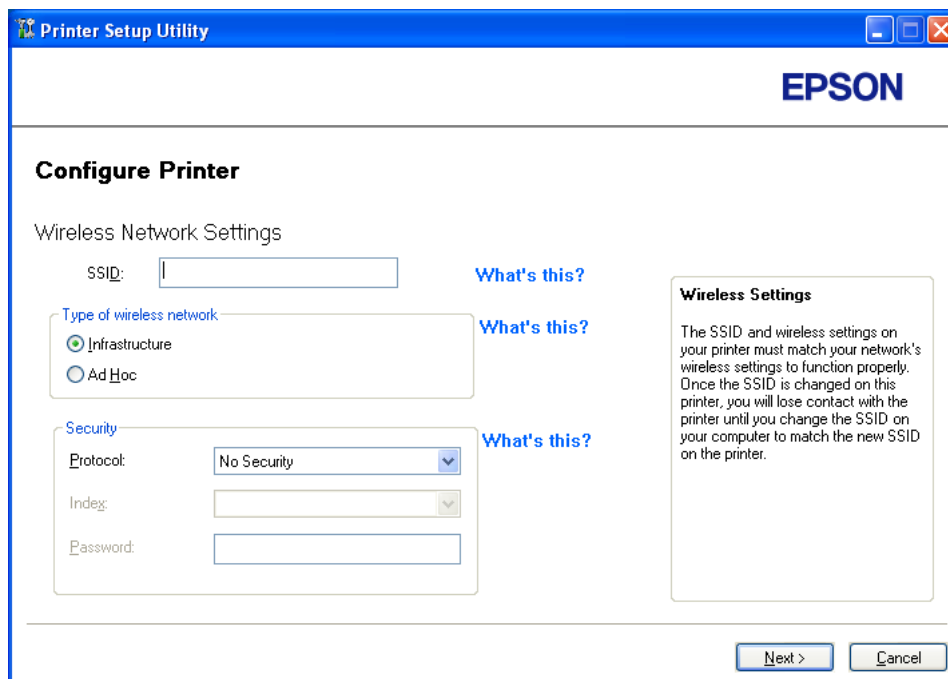 Printer Setup Utility
EPSON
Configure Printer
Wireless Network Settings
SSID:
What's this?
Type of wireless network
What's this?
Infrastructure
Ad Hoc
Security
What's this?
Protocol:
No Security
Index:
Password:
Wireless Settings
The SSID and wireless settings on
your printer must match your network's
wireless settings to function properly.
Once the SSID is changed on this
printer, you will lose contact with the
printer until you change the SSID on
your computer to match the new SSID
on the printer.
Next >
Cancel